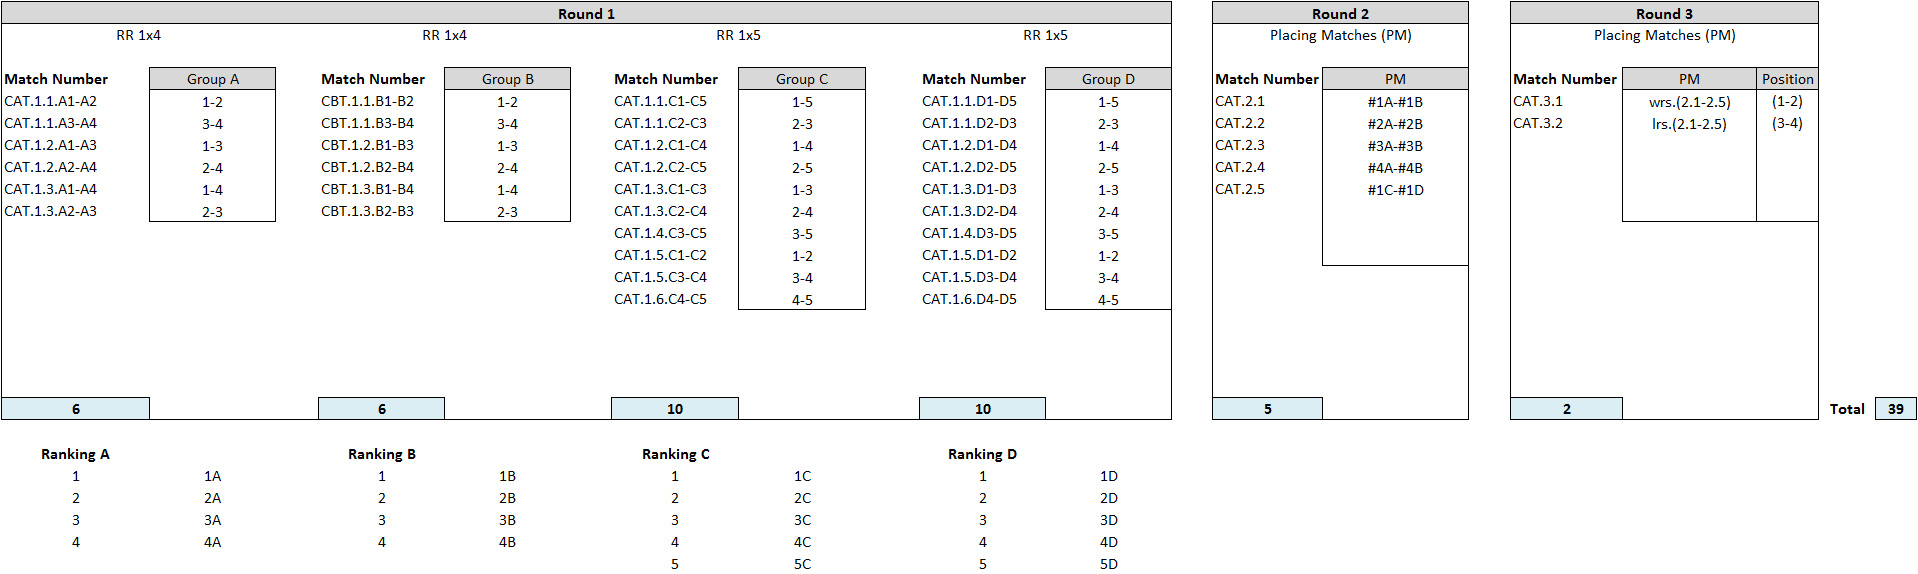 Round 1 Round 2 Round 3
RR 1x4 RR 1x4 RR 1x5 RR 1x5 Placing Matches (PM) Placing Matches (PM)
Match Number Group A Match Number Group B Match Number Group C Match Number Group D Match Number PM Match Number PM Position
CAT.1.1.A1-A2 1-2 CBT.1.1.B1-B2 1-2 CAT.1.1.C1-C5 1-5 CAT.1.1.D1-D5 1-5 CAT.2.1 #1A-#1B CAT.3.1 wrs.(2.1-2.5) (1-2)
CAT.1.1.A3-A4 3-4 CBT.1.1.B3-B4 3-4 CAT.1.1.C2-C3 2-3 CAT.1.1.D2-D3 2-3 CAT.2.2 #2A-#2B CAT.3.2 lrs.(2.1-2.5) (3-4)
CAT.1.2.A1-A3 1-3 CBT.1.2.B1-B3 1-3 CAT.1.2.C1-C4 1-4 CAT.1.2.D1-D4 1-4 CAT.2.3 #3A-#3B
CAT.1.2.A2-A4 2-4 CBT.1.2.B2-B4 2-4 CAT.1.2.C2-C5 2-5 CAT.1.2.D2-D5 2-5 CAT.2.4 #4A-#4B
CAT.1.3.A1-A4 1-4 CBT.1.3.B1-B4 1-4 CAT.1.3.C1-C3 1-3 CAT.1.3.D1-D3 1-3 CAT.2.5 #1C-#1D
CAT.1.3.A2-A3 2-3 CBT.1.3.B2-B3 2-3 CAT.1.3.C2-C4 2-4 CAT.1.3.D2-D4 2-4
CAT.1.4.C3-C5 3-5 CAT.1.4.D3-D5 3-5
CAT.1.5.C1-C2 1-2 CAT.1.5.D1-D2 1-2
CAT.1.5.C3-C4 3-4 CAT.1.5.D3-D4 3-4
CAT.1.6.C4-C5 4-5 CAT.1.6.D4-D5 4-5
6 6 10 10 5 2 Total 39
Ranking A Ranking B Ranking C Ranking D
1 1A 1 1B 1 1C 1 1D
2 2A 2 2B 2 2C 2 2D
3 3A 3 3B 3 3C 3 3D
4 4A 4 4B 4 4C 4 4D
5 5C 5 5D